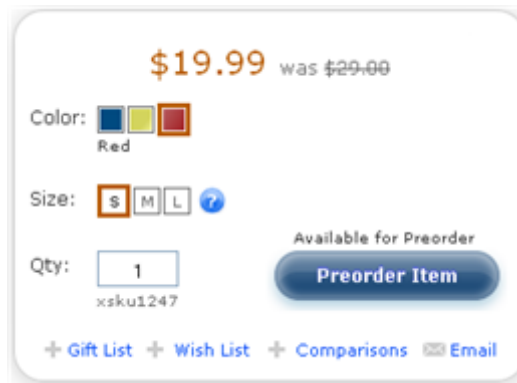 $19.99 was $29.00
Color:
Red
Size: S M L ?
Available for Preorder
Qty: 1 Preorder Item
xsku1247
Gift List Wish List Comparisons Email